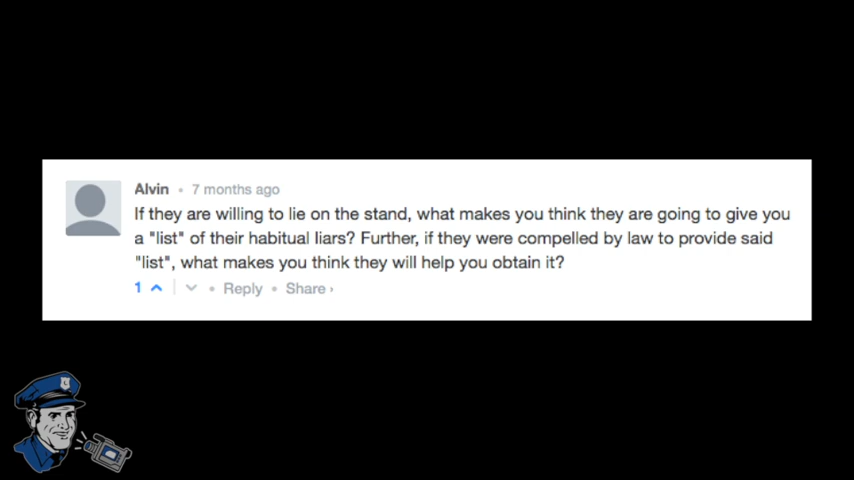 Alvin • 7 months ago
If they are willing to lie on the stand, what makes you think they are going to give you
a "list" of their habitual liars? Further, if they were compelled by law to provide said
"list", what makes you think they will help you obtain it?
1 • Reply • Share ›